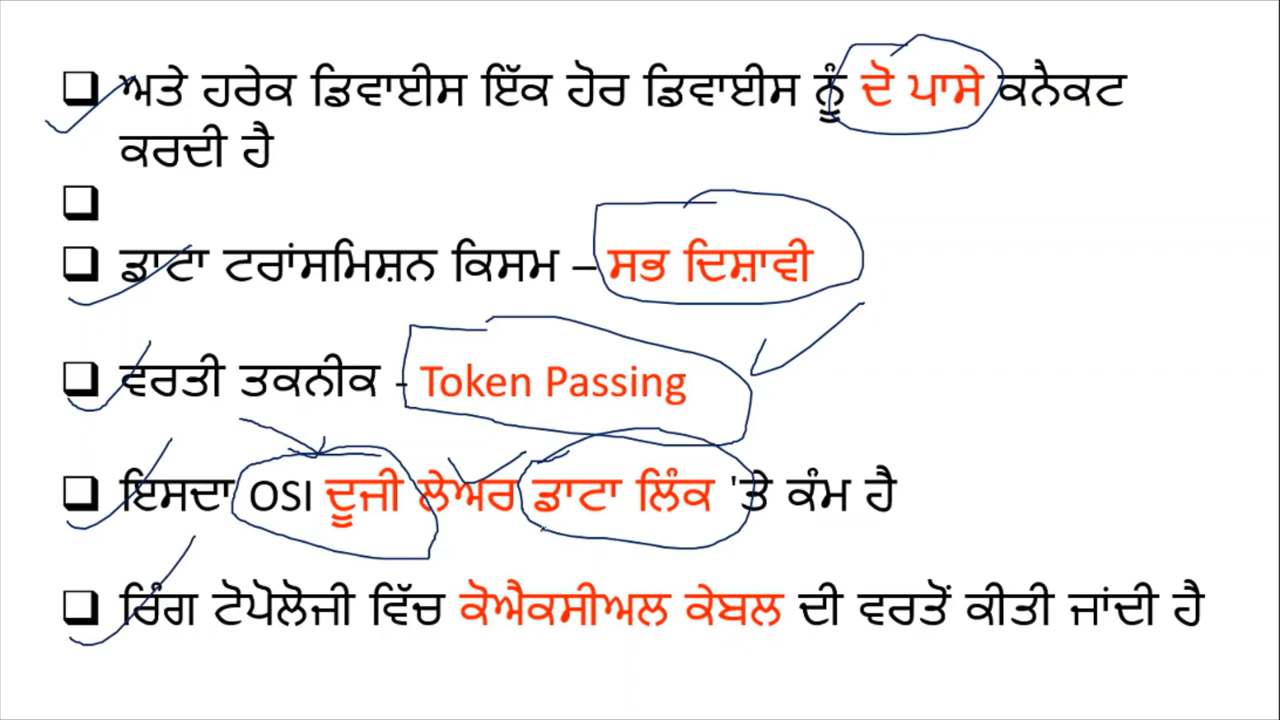 ਅਤੇ ਹਰੇਕ ਡਿਵਾਈਸ ਇੱਕ ਹੋਰ ਡਿਵਾਈਸ ਨੂੰ ਦੋ ਪਾਸੇ ਕਨੈਕਟ
ਕਰਦੀ ਹੈ
ਡਾਟਾ ਟਰਾਂਸਮਿਸ਼ਨ ਕਿਸਮ – ਸਭ ਦਿਸ਼ਾਵੀ
ਵਰਤੀ ਤਕਨੀਕ - Token Passing
ਇਸਦਾ OSI ਦੂਜੀ ਲੇਅਰ ਡਾਟਾ ਲਿੰਕ 'ਤੇ ਕੰਮ ਹੈ
ਰਿੰਗ ਟੋਪੋਲੋਜੀ ਵਿੱਚ ਕੋਐਕਸੀਅਲ ਕੇਬਲ ਦੀ ਵਰਤੋਂ ਕੀਤੀ ਜਾਂਦੀ ਹੈ